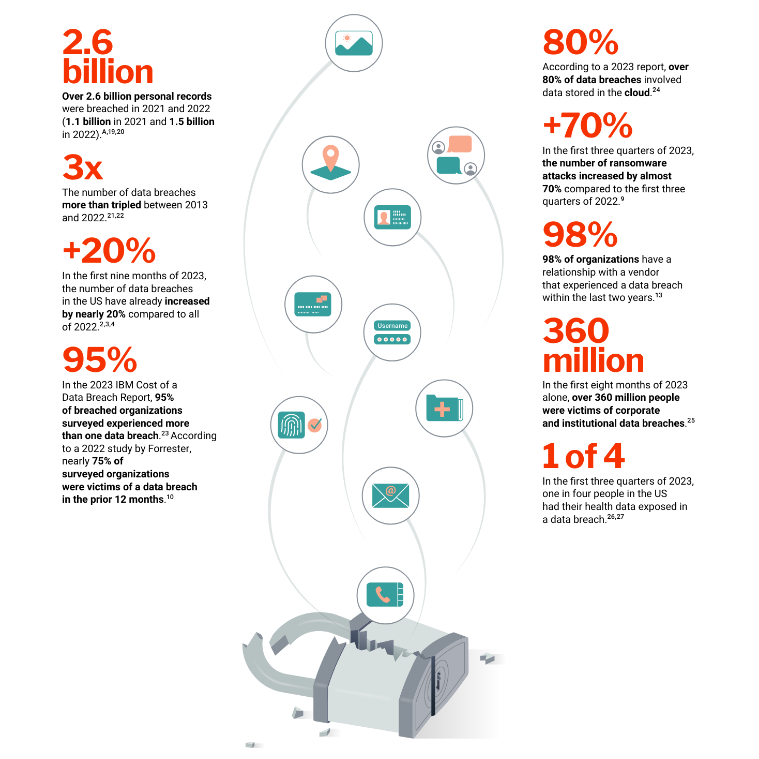 2.6
billion
Over 2.6 billion personal records
were breached in 2021 and 2022
(1.1 billion in 2021 and 1.5 billion
in 2022).A,19,20
3x
The number of data breaches
more than tripled between 2013
and 2022.21,22
+20%
In the first nine months of 2023,
the number of data breaches
in the US have already increased
by nearly 20% compared to all
of 2022.2,3,4
95%
In the 2023 IBM Cost of a
Data Breach Report, 95%
of breached organizations
surveyed experienced more
than one data breach.23 According
to a 2022 study by Forrester,
nearly 75% of
surveyed organizations
were victims of a data breach
in the prior 12 months.10
Username
@
80%
According to a 2023 report, over
80% of data breaches involved
data stored in the cloud.24
+70%
In the first three quarters of 2023,
the number of ransomware
attacks increased by almost
70% compared to the first three
quarters of 2022.9
98%
98% of organizations have a
relationship with a vendor
that experienced a data breach
within the last two years.13
360
million
In the first eight months of 2023
alone, over 360 million people
were victims of corporate
and institutional data breaches.25
1 of 4
In the first three quarters of 2023,
one in four people in the US
had their health data exposed in
a data breach.26,27